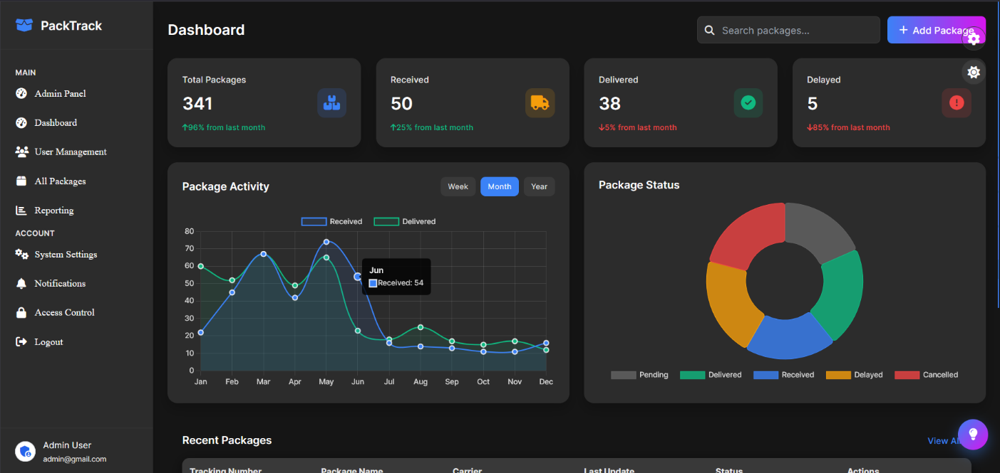 PackTrack
MAIN
Admin Panel
Dashboard
User Management
All Packages
Reporting
ACCOUNT
System Settings
Notifications
Access Control
Logout
Admin User
admin@gmail.com
Dashboard
Search packages...
+ Add Package
Total Packages
341
↑96% from last month
Received
50
↑25% from last month
Delivered
38
↓5% from last month
Delayed
5
↓85% from last month
Package Activity
Week Month Year
Received Delivered
80
70
60
50
40
30
20
10
0
Jun
Received: 54
Jan Feb Mar Apr May Jun Jul Aug Sep Oct Nov Dec
Package Status
Pending Delivered Received Delayed Cancelled
Recent Packages
View
Tracking Number Package Name Carrier Last Update Status Actions